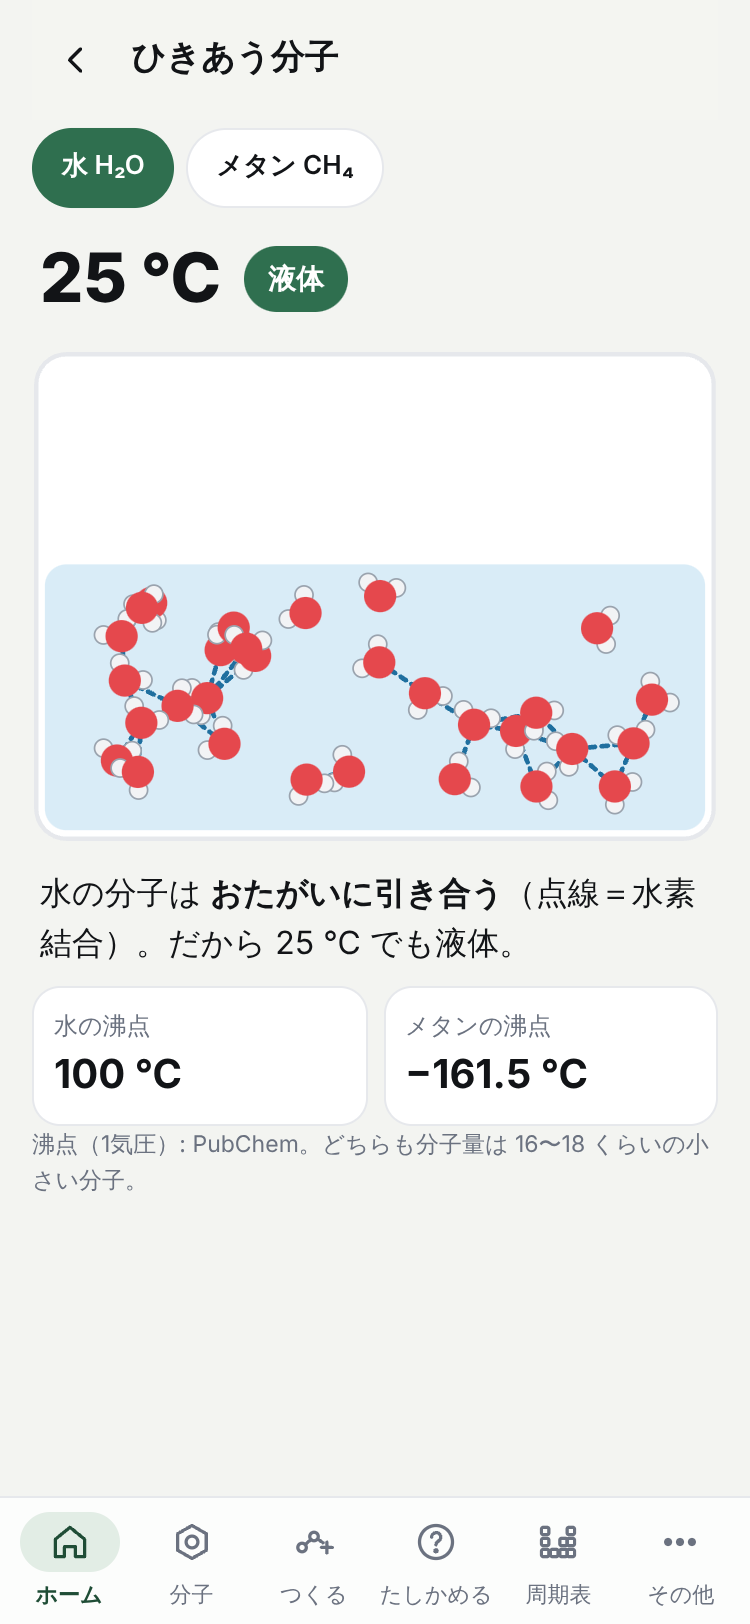 ひきあう分子
水 H₂O
メタン CH₄
25 °C
液体
水の分子は おたがいに引き合う（点線＝水素
結合）。だから 25 °C でも液体。
水の沸点
メタンの沸点
100 °C
−161.5 °C
沸点（1気圧）: PubChem。どちらも分子量は 16〜18 くらいの小
さい分子。
ホーム
分子
つくる
たしかめる
周期表
その他